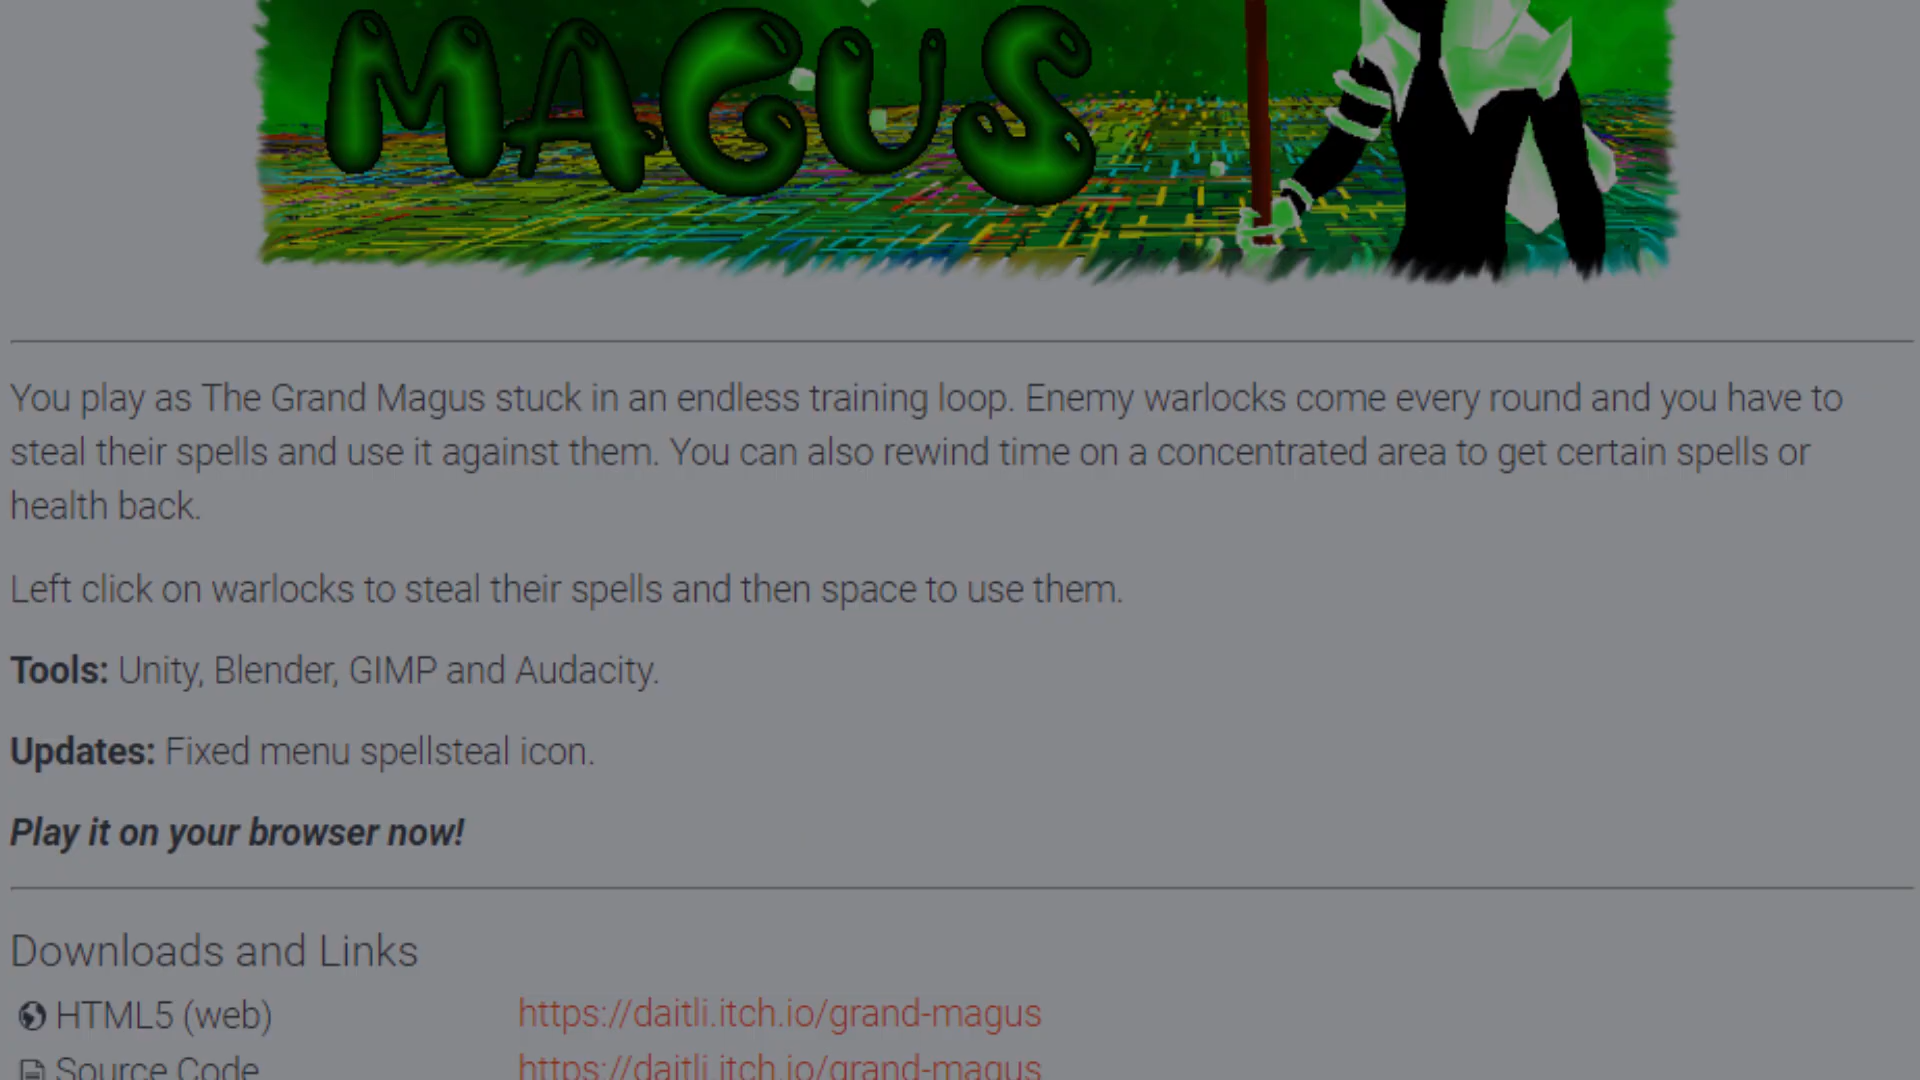 MAGUS
You play as The Grand Magus stuck in an endless training loop. Enemy warlocks come every round and you have to
steal their spells and use it against them. You can also rewind time on a concentrated area to get certain spells or
health back.
Left click on warlocks to steal their spells and then space to use them.
Tools: Unity, Blender, GIMP and Audacity.
Updates: Fixed menu spellsteal icon.
Play it on your browser now!
Downloads and Links
HTML5 (web) https://daitli.itch.io/grand-magus
Source Code https://daitli.itch.io/grand-magus